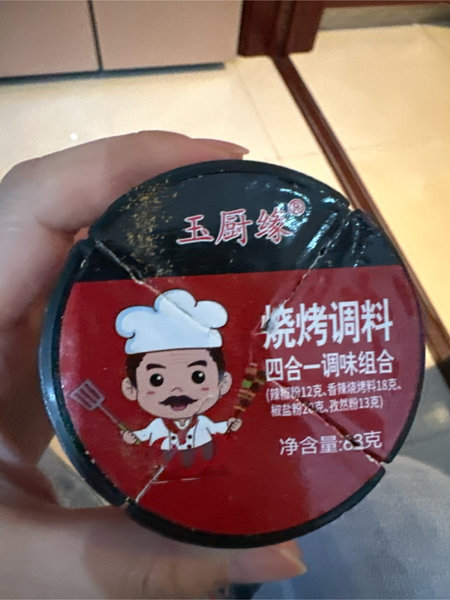 玉厨缘®
烧烤调料
四合一调味组合
(辣椒粉12克、香辣烧烤料18克、
椒盐粉20克、孜然粉13克)
净含量:63克